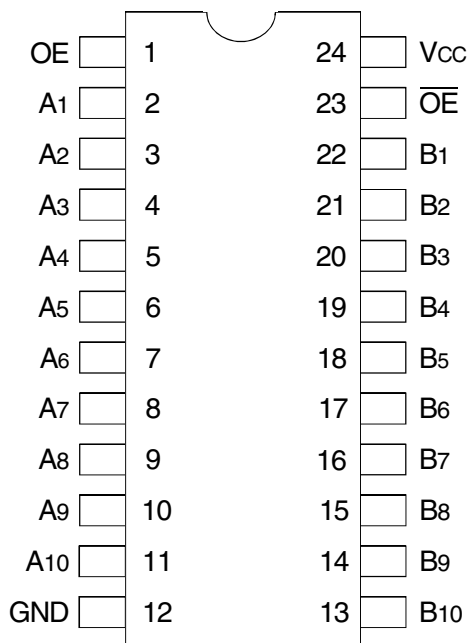 OE 1 24 VCC
A1 2 23 O̅E̅
A2 3 22 B1
A3 4 21 B2
A4 5 20 B3
A5 6 19 B4
A6 7 18 B5
A7 8 17 B6
A8 9 16 B7
A9 10 15 B8
A10 11 14 B9
GND 12 13 B10